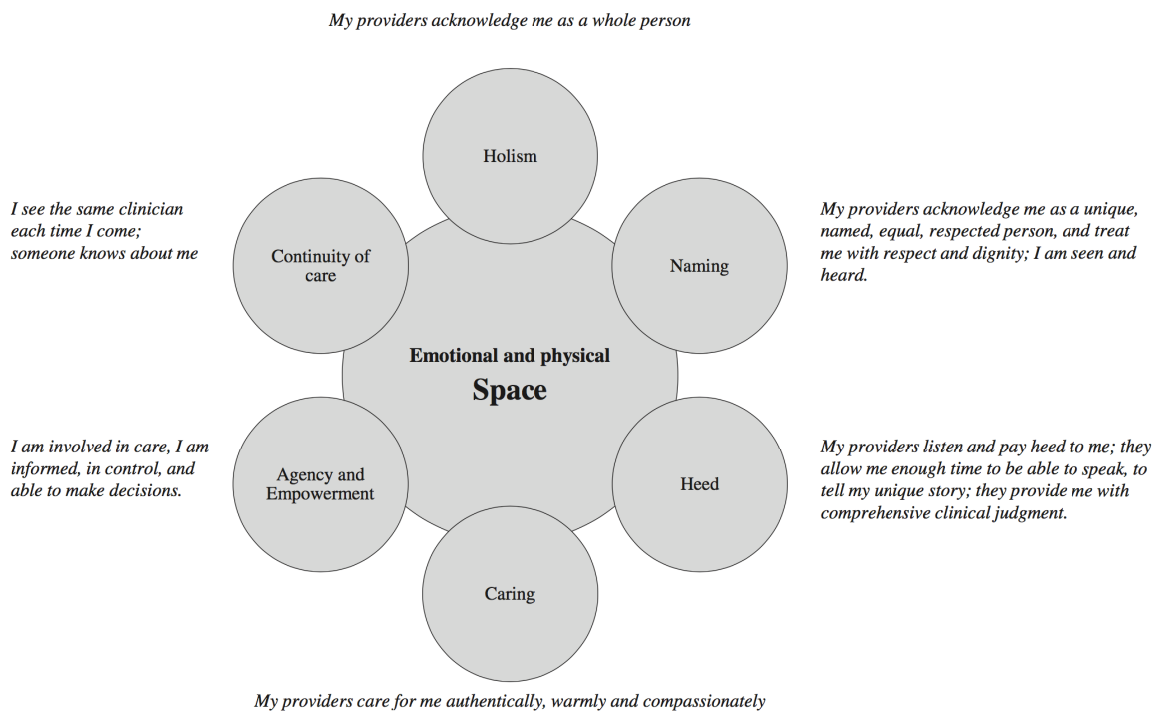 My providers acknowledge me as a whole person
Holism
I see the same clinician
each time I come;
someone knows about me
Continuity of
care
Naming
My providers acknowledge me as a unique,
named, equal, respected person, and treat
me with respect and dignity; I am seen and
heard.
Emotional and physical
Space
I am involved in care, I am
informed, in control, and
able to make decisions.
Agency and
Empowerment
Heed
My providers listen and pay heed to me; they
allow me enough time to be able to speak, to
tell my unique story; they provide me with
comprehensive clinical judgment.
Caring
My providers care for me authentically, warmly and compassionately